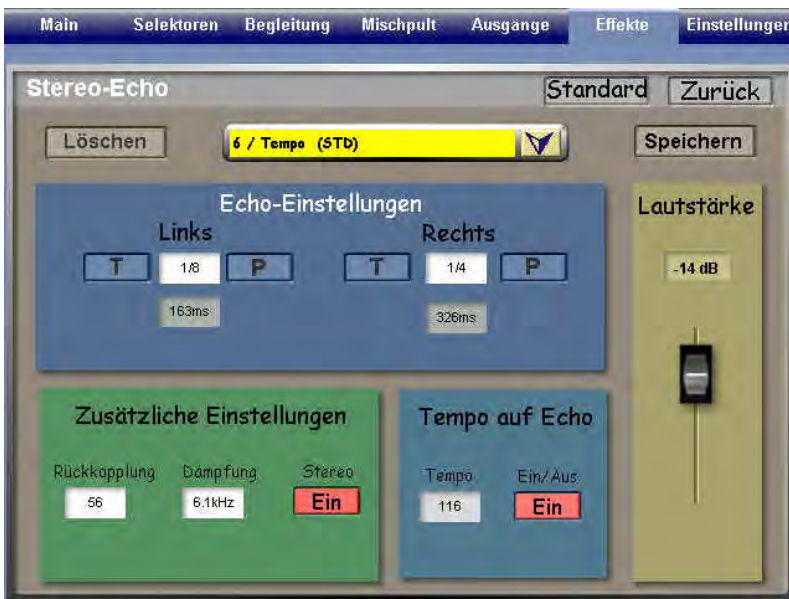 Main Selektoren Begleitung Mischpult Ausgänge Effekte Einstellungen
Stereo-Echo Standard Zurück
Löschen 6 / Tempo (STD) Speichern
Echo-Einstellungen
Links Rechts
T 1/8 P T 1/4 P
163ms 326ms
Lautstärke
-14 dB
Zusätzliche Einstellungen
Rückkopplung Dämpfung Stereo
56 6.1kHz Ein
Tempo auf Echo
Tempo Ein/Aus
116 Ein